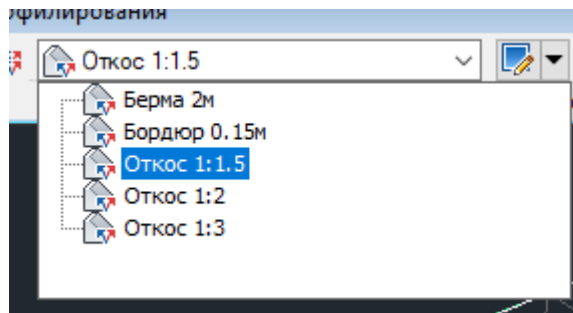 офилирования
Откос 1:1.5
Берма 2м
Бордюр 0.15м
Откос 1:1.5
Откос 1:2
Откос 1:3